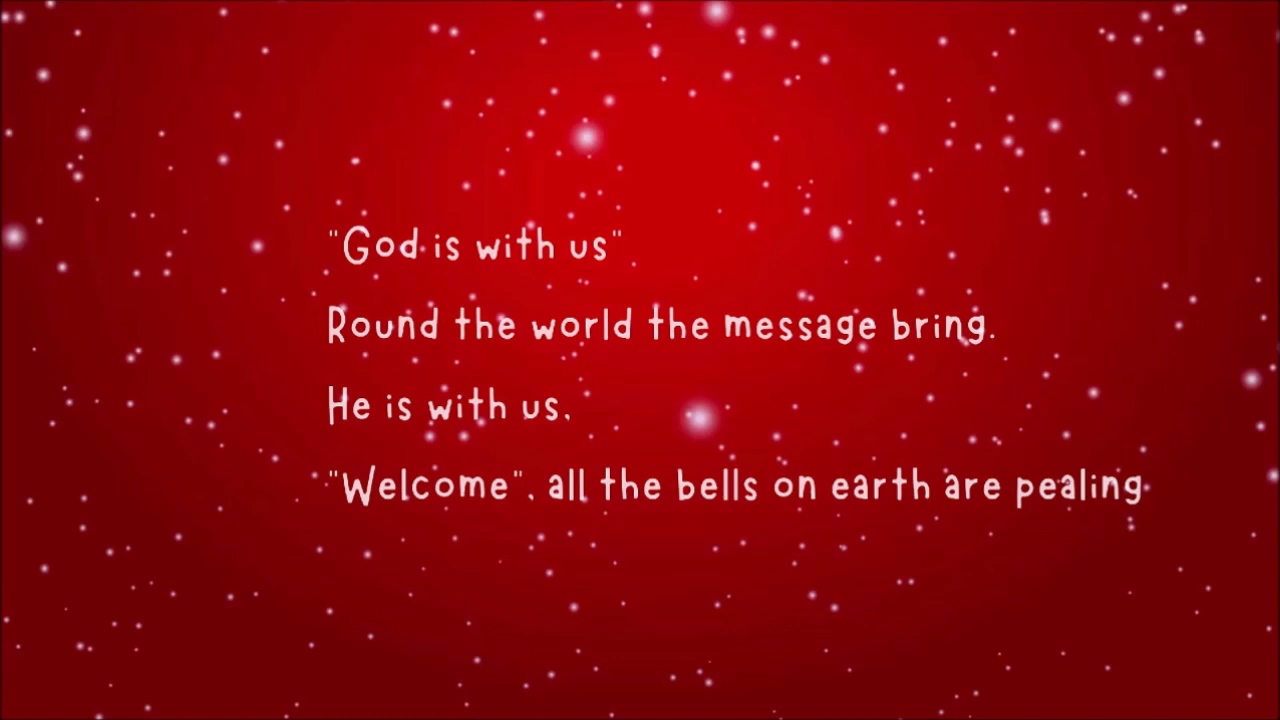 "God is with us"
Round the world the message bring.
He is with us,
"Welcome", all the bells on earth are pealing.